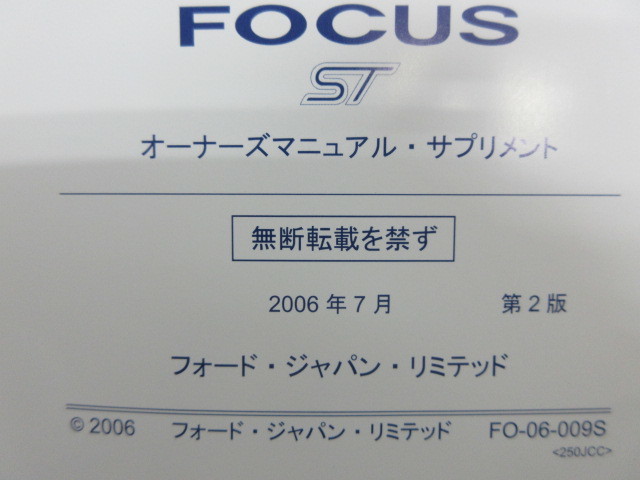 FOCUS
ST
オーナーズマニュアル・サプリメント
無断転載を禁ず
2006 年 7 月 第 2 版
フォード・ジャパン・リミテッド
© 2006 フォード・ジャパン・リミテッド FO-06-009S
<250JCC>